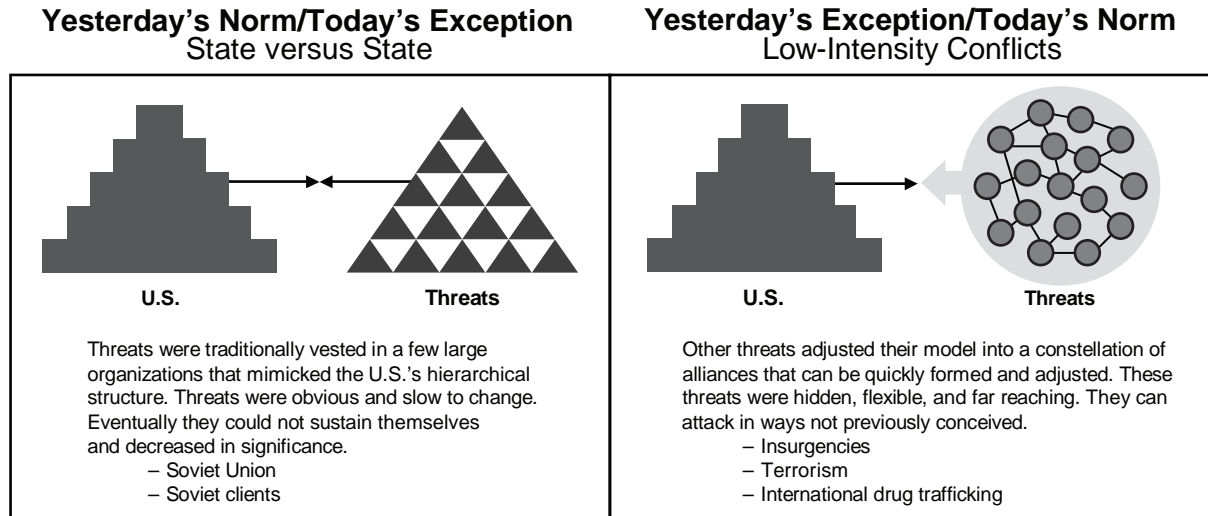 Yesterday’s Norm/Today’s Exception
State versus State
U.S.
Threats
Threats were traditionally vested in a few large
organizations that mimicked the U.S.’s hierarchical
structure. Threats were obvious and slow to change.
Eventually they could not sustain themselves
and decreased in significance.
– Soviet Union
– Soviet clients
Yesterday’s Exception/Today’s Norm
Low-Intensity Conflicts
U.S.
Threats
Other threats adjusted their model into a constellation of
alliances that can be quickly formed and adjusted. These
threats were hidden, flexible, and far reaching. They can
attack in ways not previously conceived.
– Insurgencies
– Terrorism
– International drug trafficking